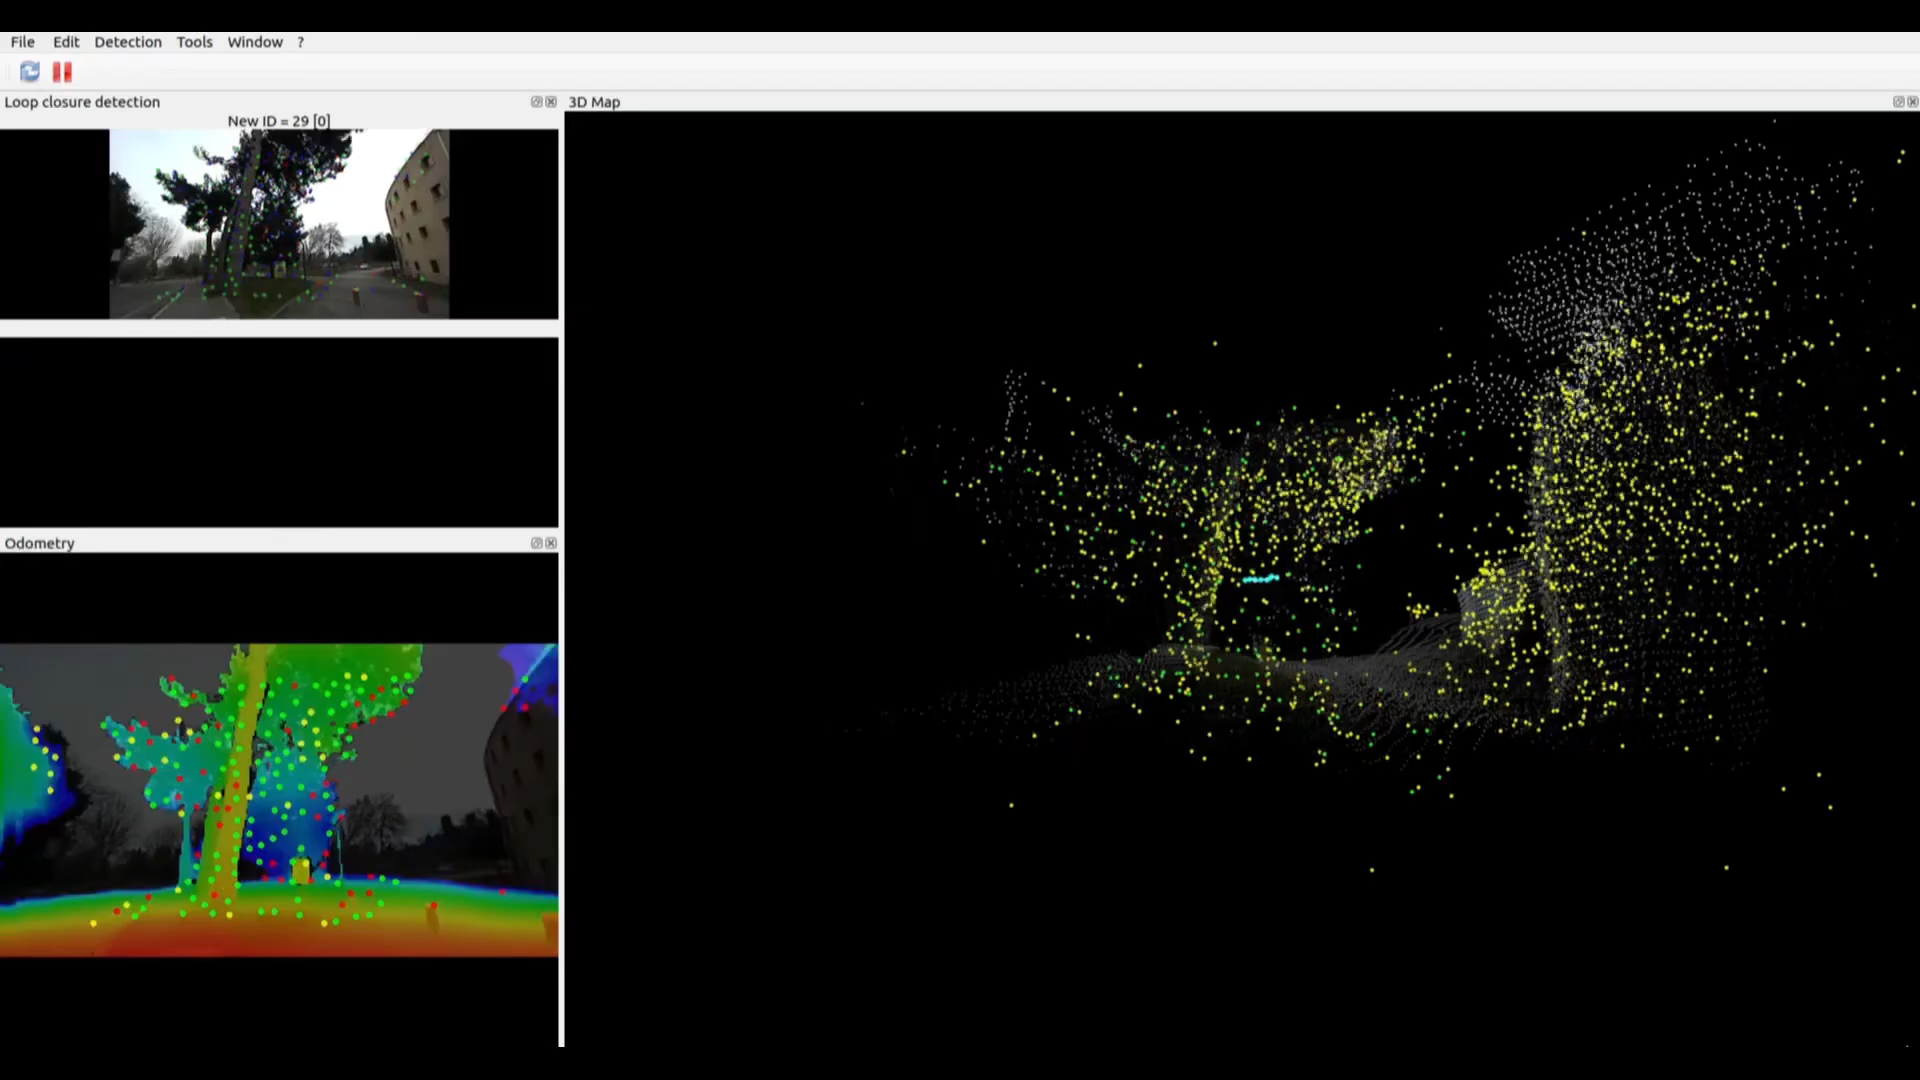 File Edit Detection Tools Window ?
Loop closure detection
New ID = 29 [0]
Odometry
3D Map